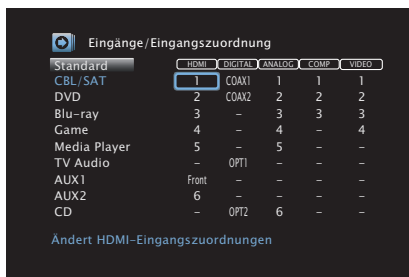 Eingänge/Eingangszuordnung
Standard HDMI DIGITAL ANALOG COMP VIDEO
CBL/SAT 1 COAX1 1 1 1
DVD 2 COAX2 2 2 2
Blu-ray 3 – 3 3 3
Game 4 – 4 – 4
Media Player 5 – 5 – –
TV Audio – OPT1 – – –
AUX1 Front – – – –
AUX2 6 – – – –
CD – OPT2 6 – –
Ändert HDMI-Eingangszuordnungen